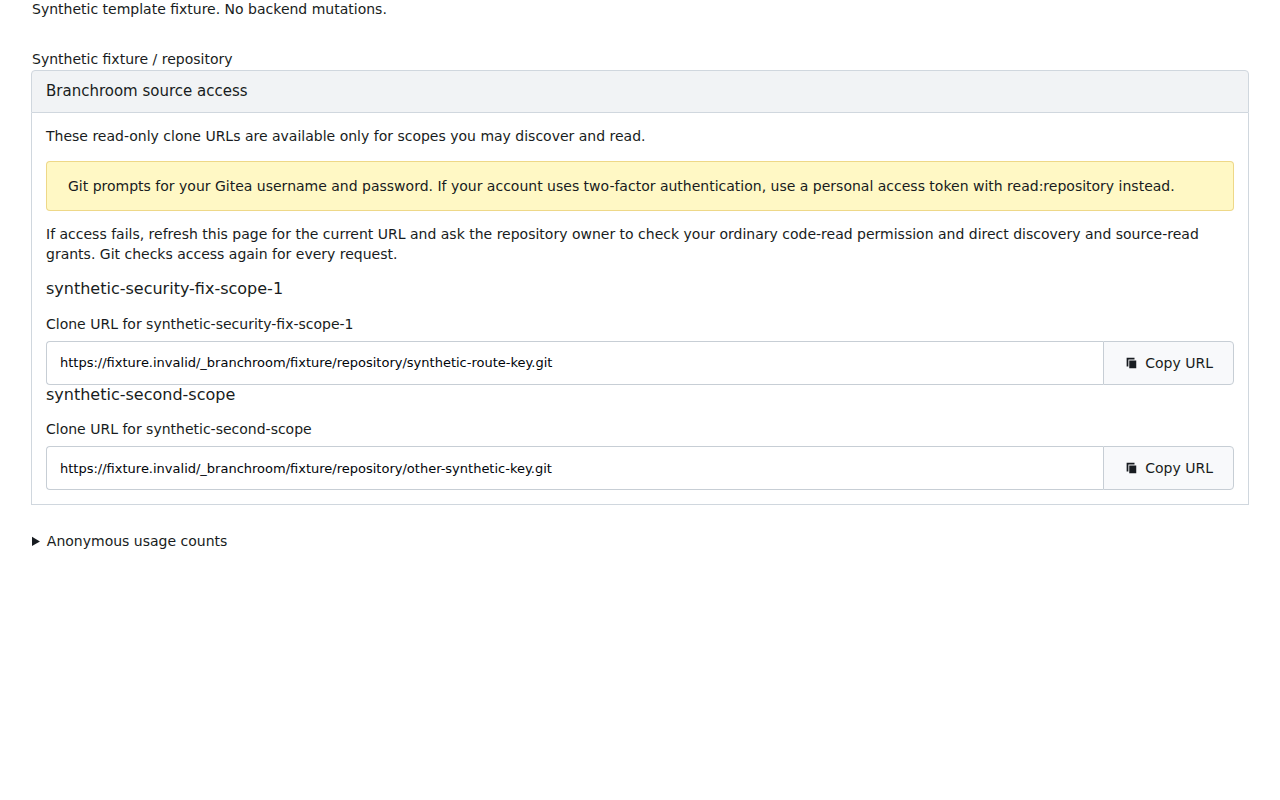 Synthetic template fixture. No backend mutations.
Synthetic fixture / repository
Branchroom source access
These read-only clone URLs are available only for scopes you may discover and read.
Git prompts for your Gitea username and password. If your account uses two-factor authentication, use a personal access token with read:repository instead.
If access fails, refresh this page for the current URL and ask the repository owner to check your ordinary code-read permission and direct discovery and source-read
grants. Git checks access again for every request.
synthetic-security-fix-scope-1
Clone URL for synthetic-security-fix-scope-1
https://fixture.invalid/_branchroom/fixture/repository/synthetic-route-key.git Copy URL
synthetic-second-scope
Clone URL for synthetic-second-scope
https://fixture.invalid/_branchroom/fixture/repository/other-synthetic-key.git Copy URL
Anonymous usage counts